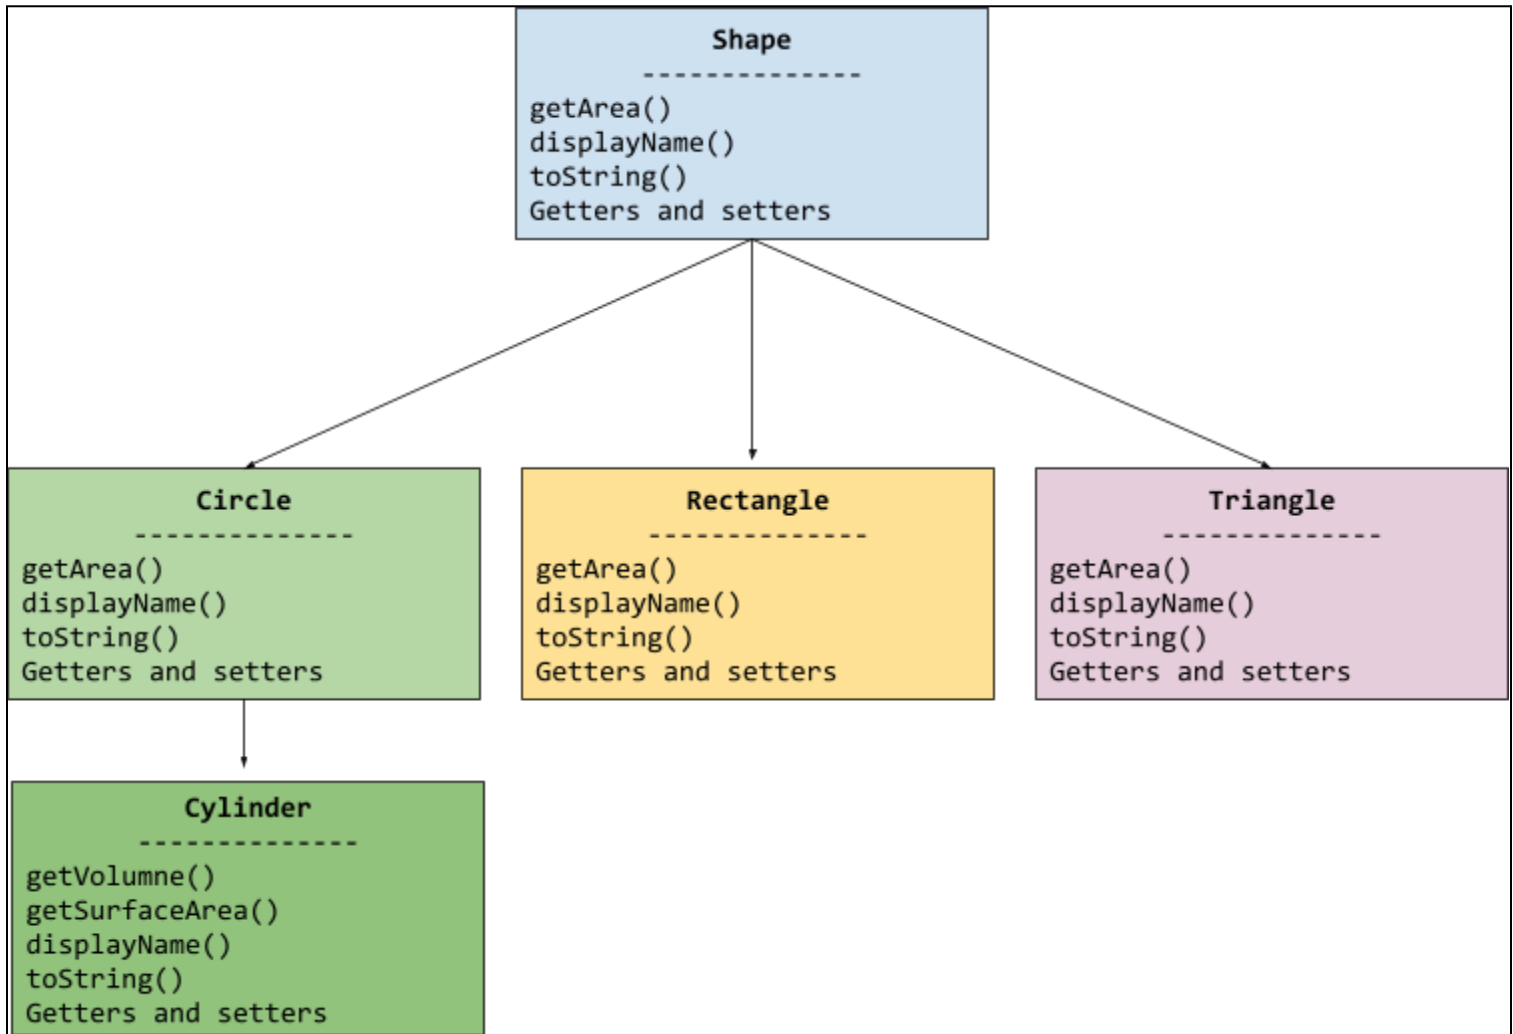 Shape
--------------
getArea()
displayName()
toString()
Getters and setters
Circle
--------------
getArea()
displayName()
toString()
Getters and setters
Rectangle
--------------
getArea()
displayName()
toString()
Getters and setters
Triangle
--------------
getArea()
displayName()
toString()
Getters and setters
Cylinder
--------------
getVolumne()
getSurfaceArea()
displayName()
toString()
Getters and setters